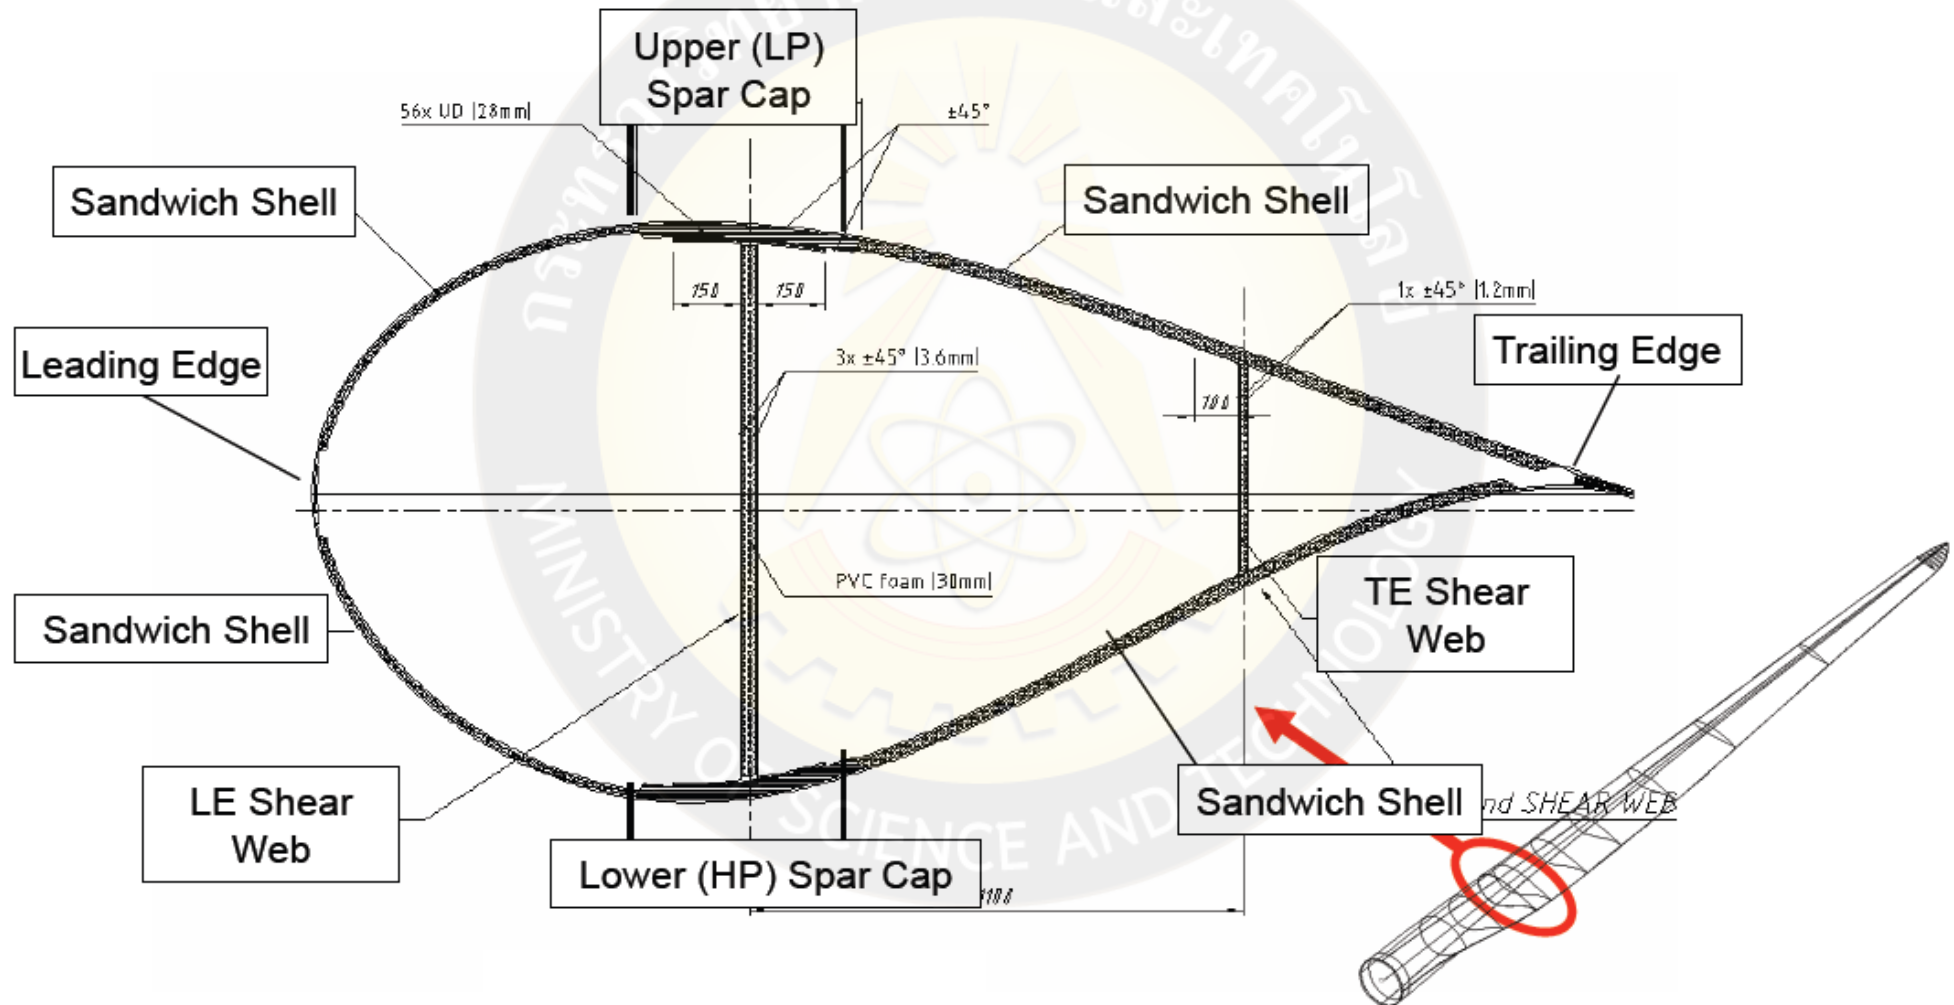 Upper (LP)
Spar Cap
56x UD |28mm|
±45°
Sandwich Shell
Sandwich Shell
150
150
1x ±45° |1.2mm|
Leading Edge
3x ±45° |3.6mm|
Trailing Edge
100
PVC Foam |30mm|
TE Shear
Web
Sandwich Shell
LE Shear
Web
Sandwich Shell
nd SHEAR WEB
Lower (HP) Spar Cap
MINISTRY OF SCIENCE AND TECHNOLOGY